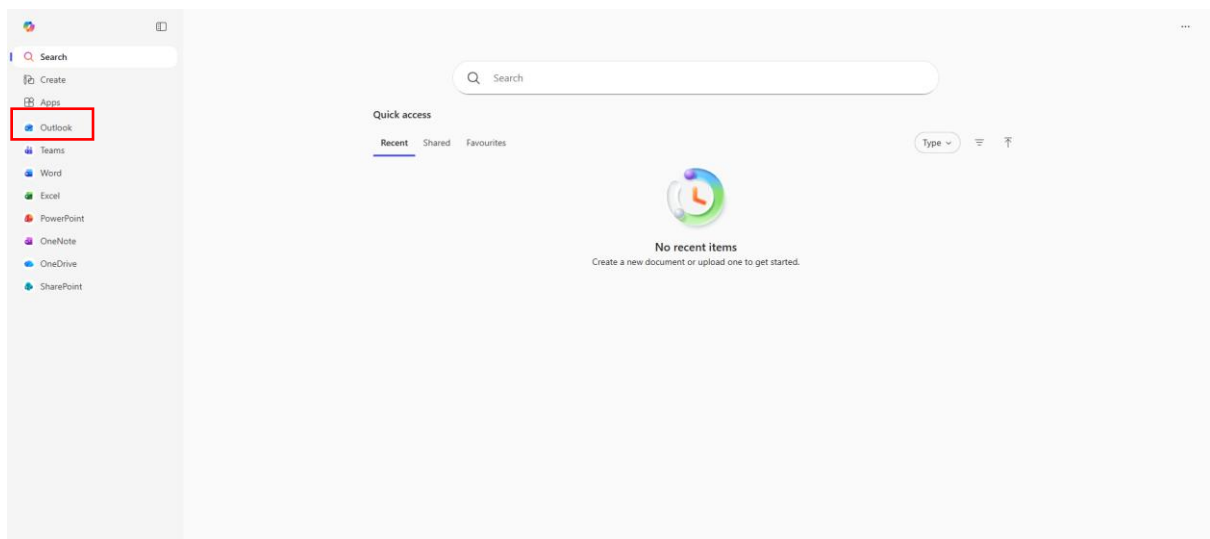 Search
Create
Apps
Outlook
Teams
Word
Excel
PowerPoint
OneNote
OneDrive
SharePoint
...
Search
Quick access
Recent Shared Favourites
Type
No recent items
Create a new document or upload one to get started.